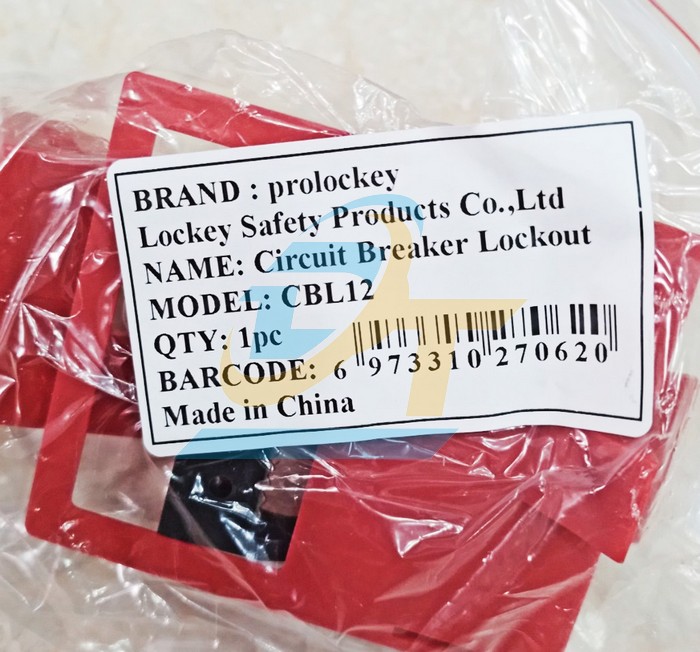 BRAND : prolockey
Lockey Safety Products Co.,Ltd
NAME: Circuit Breaker Lockout
MODEL: CBL12
QTY: 1pc
BARCODE: 6 973310 270620
Made in China